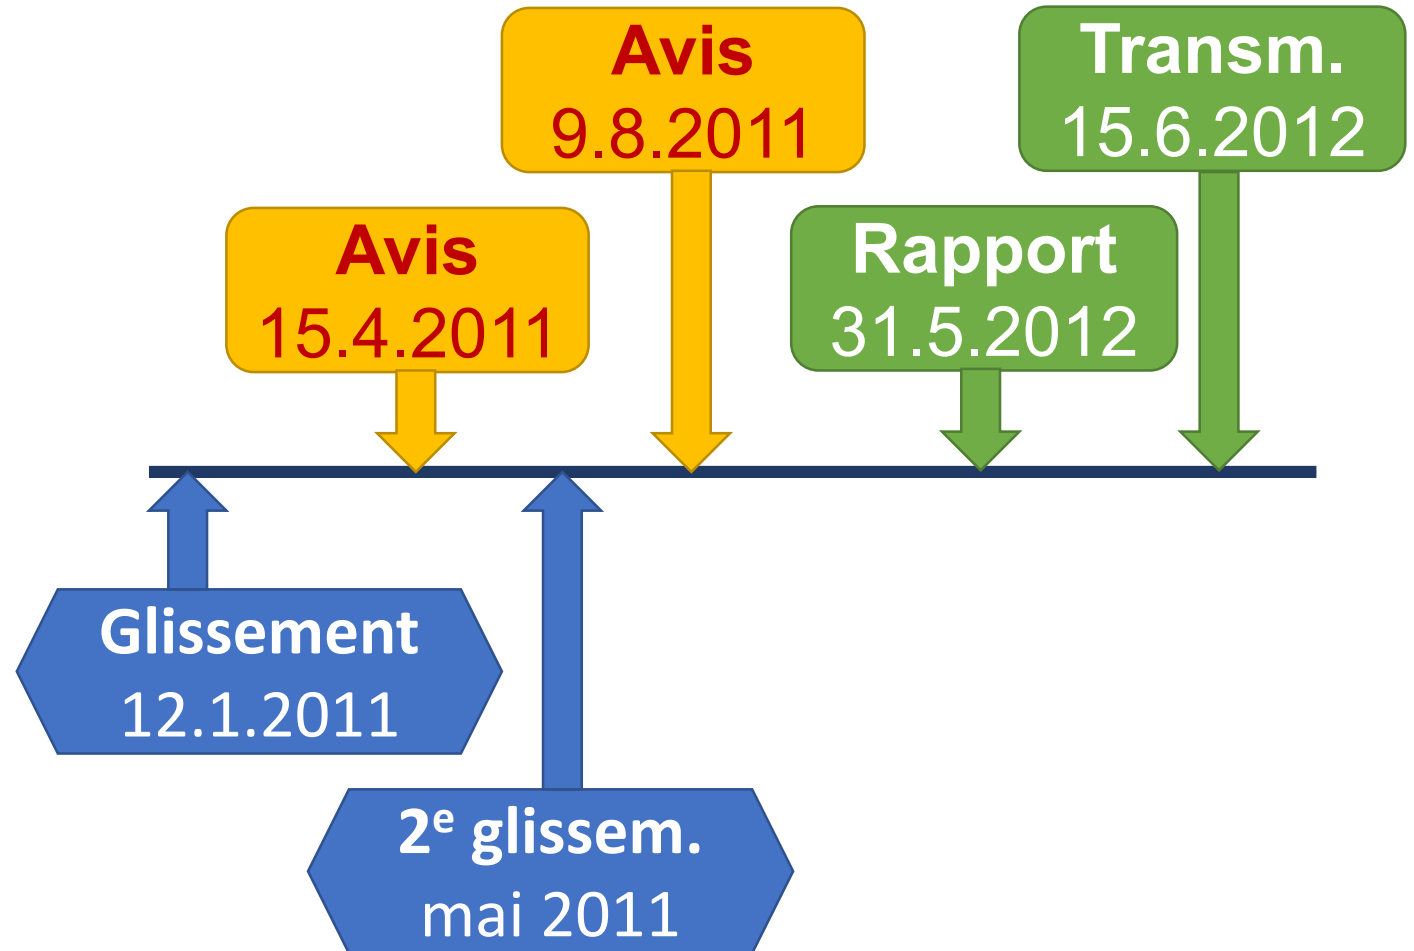 Avis
9.8.2011
Transm.
15.6.2012
Avis
15.4.2011
Rapport
31.5.2012
Glissement
12.1.2011
2e glissem.
mai 2011